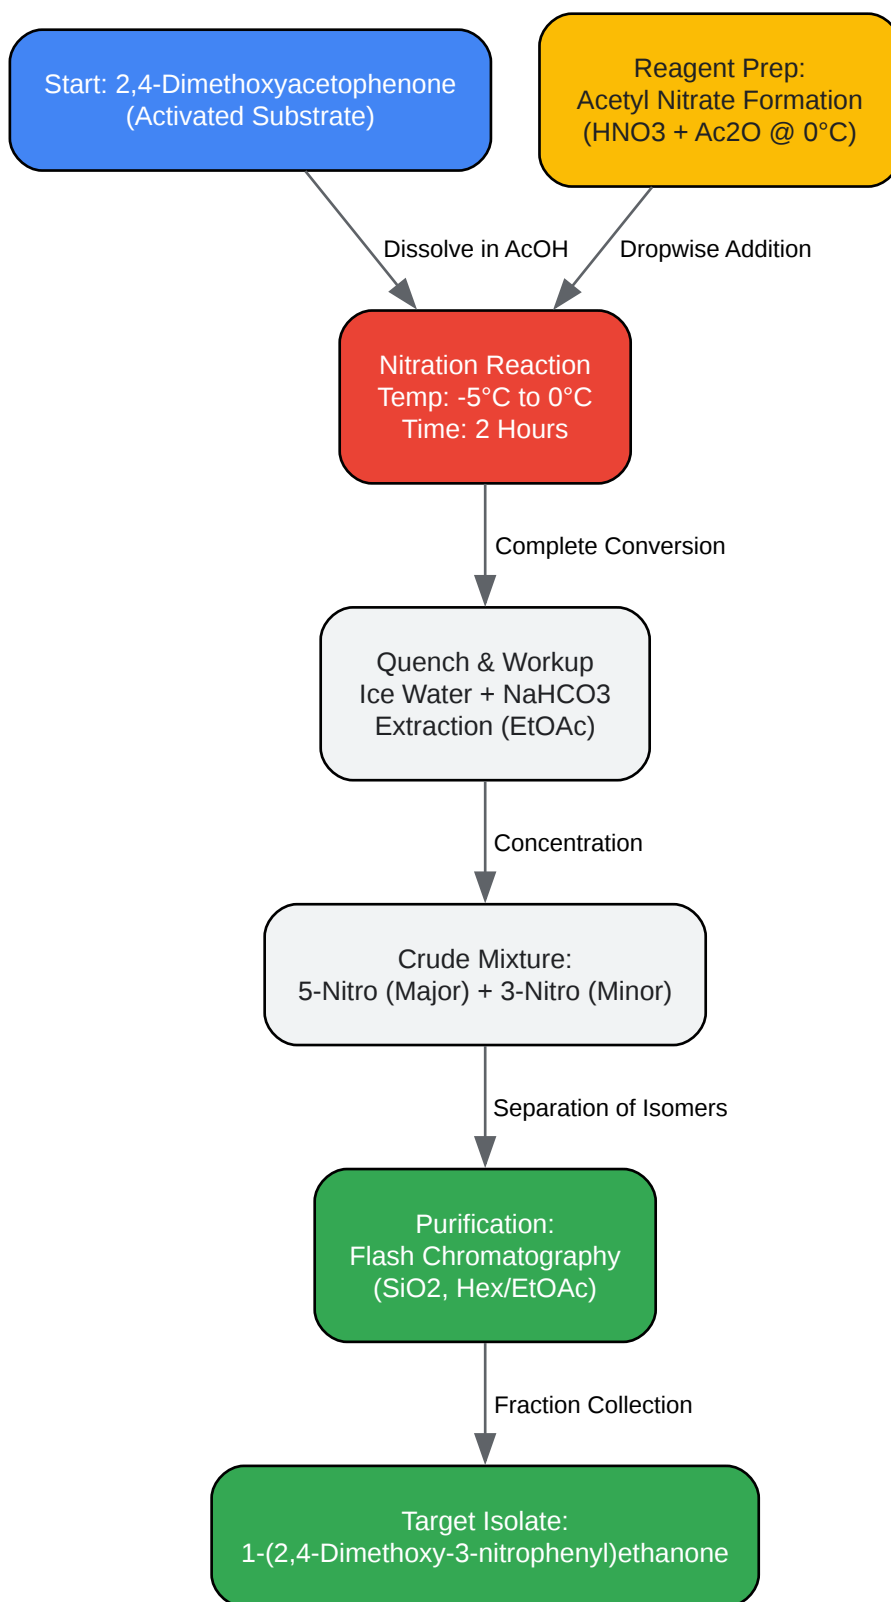 Start: 2,4-Dimethoxyacetophenone
(Activated Substrate)
Reagent Prep:
Acetyl Nitrate Formation
(HNO3 + Ac2O @ 0°C)
Dissolve in AcOH
Dropwise Addition
Nitration Reaction
Temp: -5°C to 0°C
Time: 2 Hours
Complete Conversion
Quench & Workup
Ice Water + NaHCO3
Extraction (EtOAc)
Concentration
Crude Mixture:
5-Nitro (Major) + 3-Nitro (Minor)
Separation of Isomers
Purification:
Flash Chromatography
(SiO2, Hex/EtOAc)
Fraction Collection
Target Isolate:
1-(2,4-Dimethoxy-3-nitrophenyl)ethanone